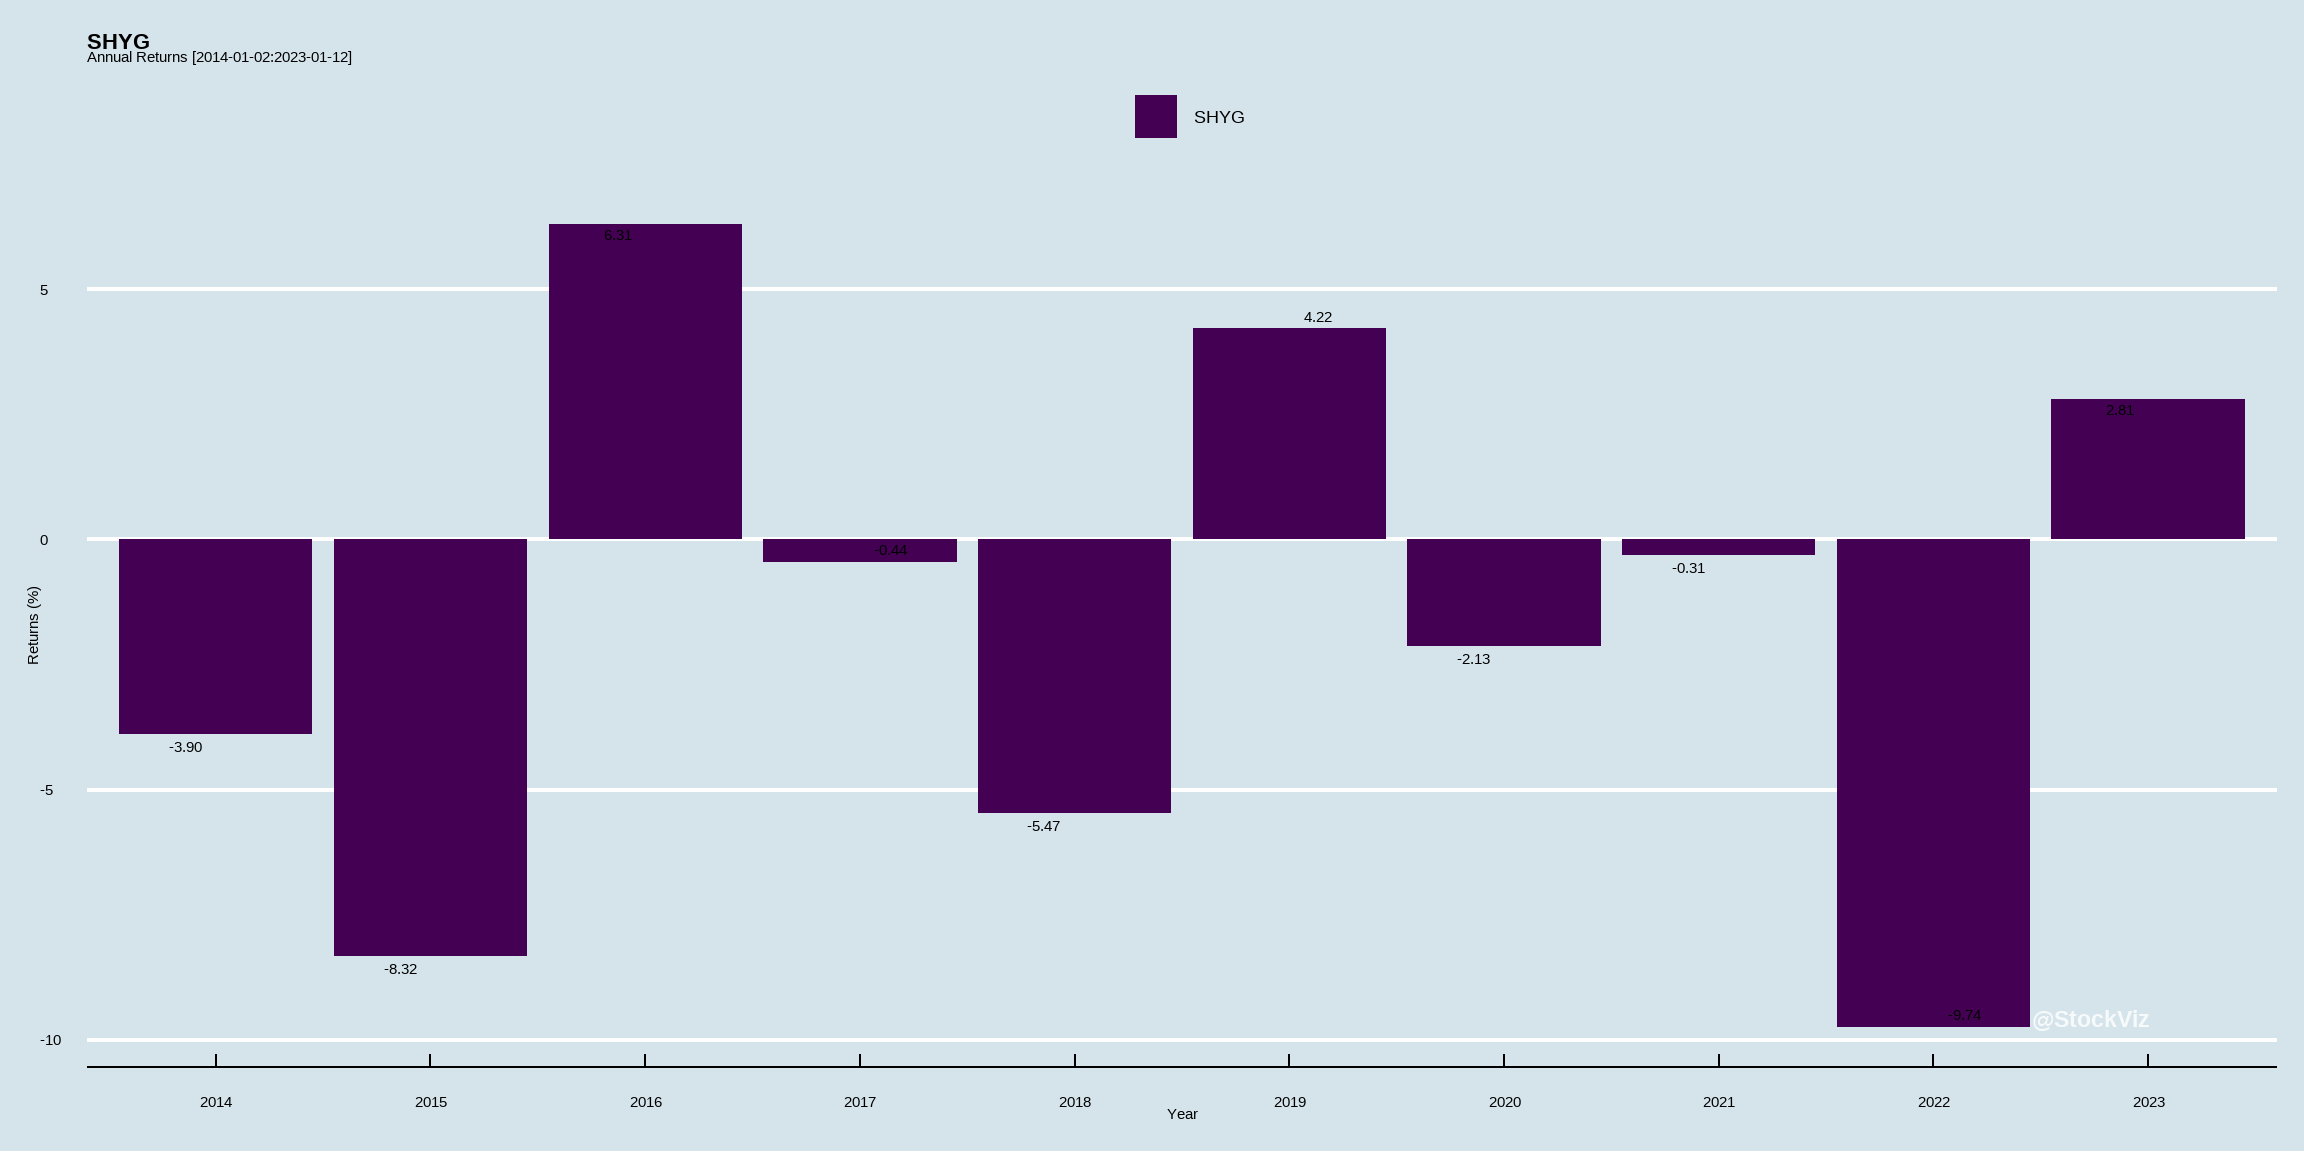 SHYG
Annual Returns [2014-01-02:2023-01-12]
SHYG
6.31
5
4.22
2.81
0
-0.44
-0.31
Returns (%)
-2.13
-3.90
-5
-5.47
-8.32
-9.74
@StockViz
-10
2014 2015 2016 2017 2018 2019 2020 2021 2022 2023
Year